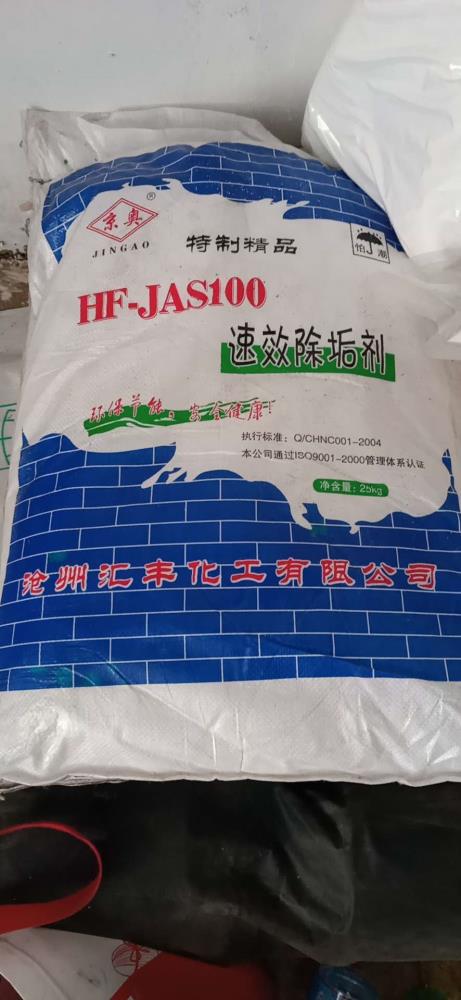 京奥
®
JINGAO
特制精品
怕潮
HF-JAS100
速效除垢剂
环保节能。安全健康!
执行标准：Q/CHNC001-2004
本公司通过ISO9001-2000管理体系认证
净含量：25kg
沧州汇丰化工有限公司